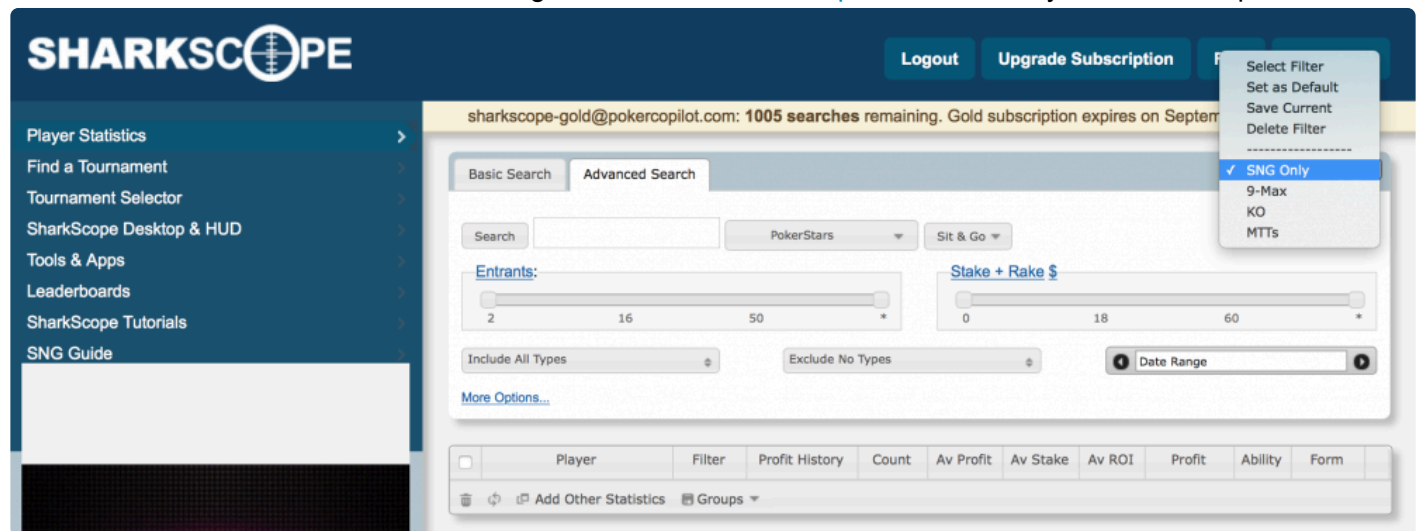 SHARKSCOPE
Logout
Upgrade Subscription
Select Filter
Set as Default
Save Current
Delete Filter
------------------
✓ SNG Only
9-Max
KO
MTTs
sharkscope-gold@pokercopilot.com: 1005 searches remaining. Gold subscription expires on
Player Statistics
Find a Tournament
Tournament Selector
SharkScope Desktop & HUD
Tools & Apps
Leaderboards
SharkScope Tutorials
SNG Guide
Basic Search
Advanced Search
Search
PokerStars
Sit & Go
Entrants:
2 16 50 *
Stake + Rake $
0 18 60 *
Include All Types
Exclude No Types
Date Range
More Options...
Player Filter Profit History Count Av Profit Av Stake Av ROI Profit Ability Form
Add Other Statistics Groups